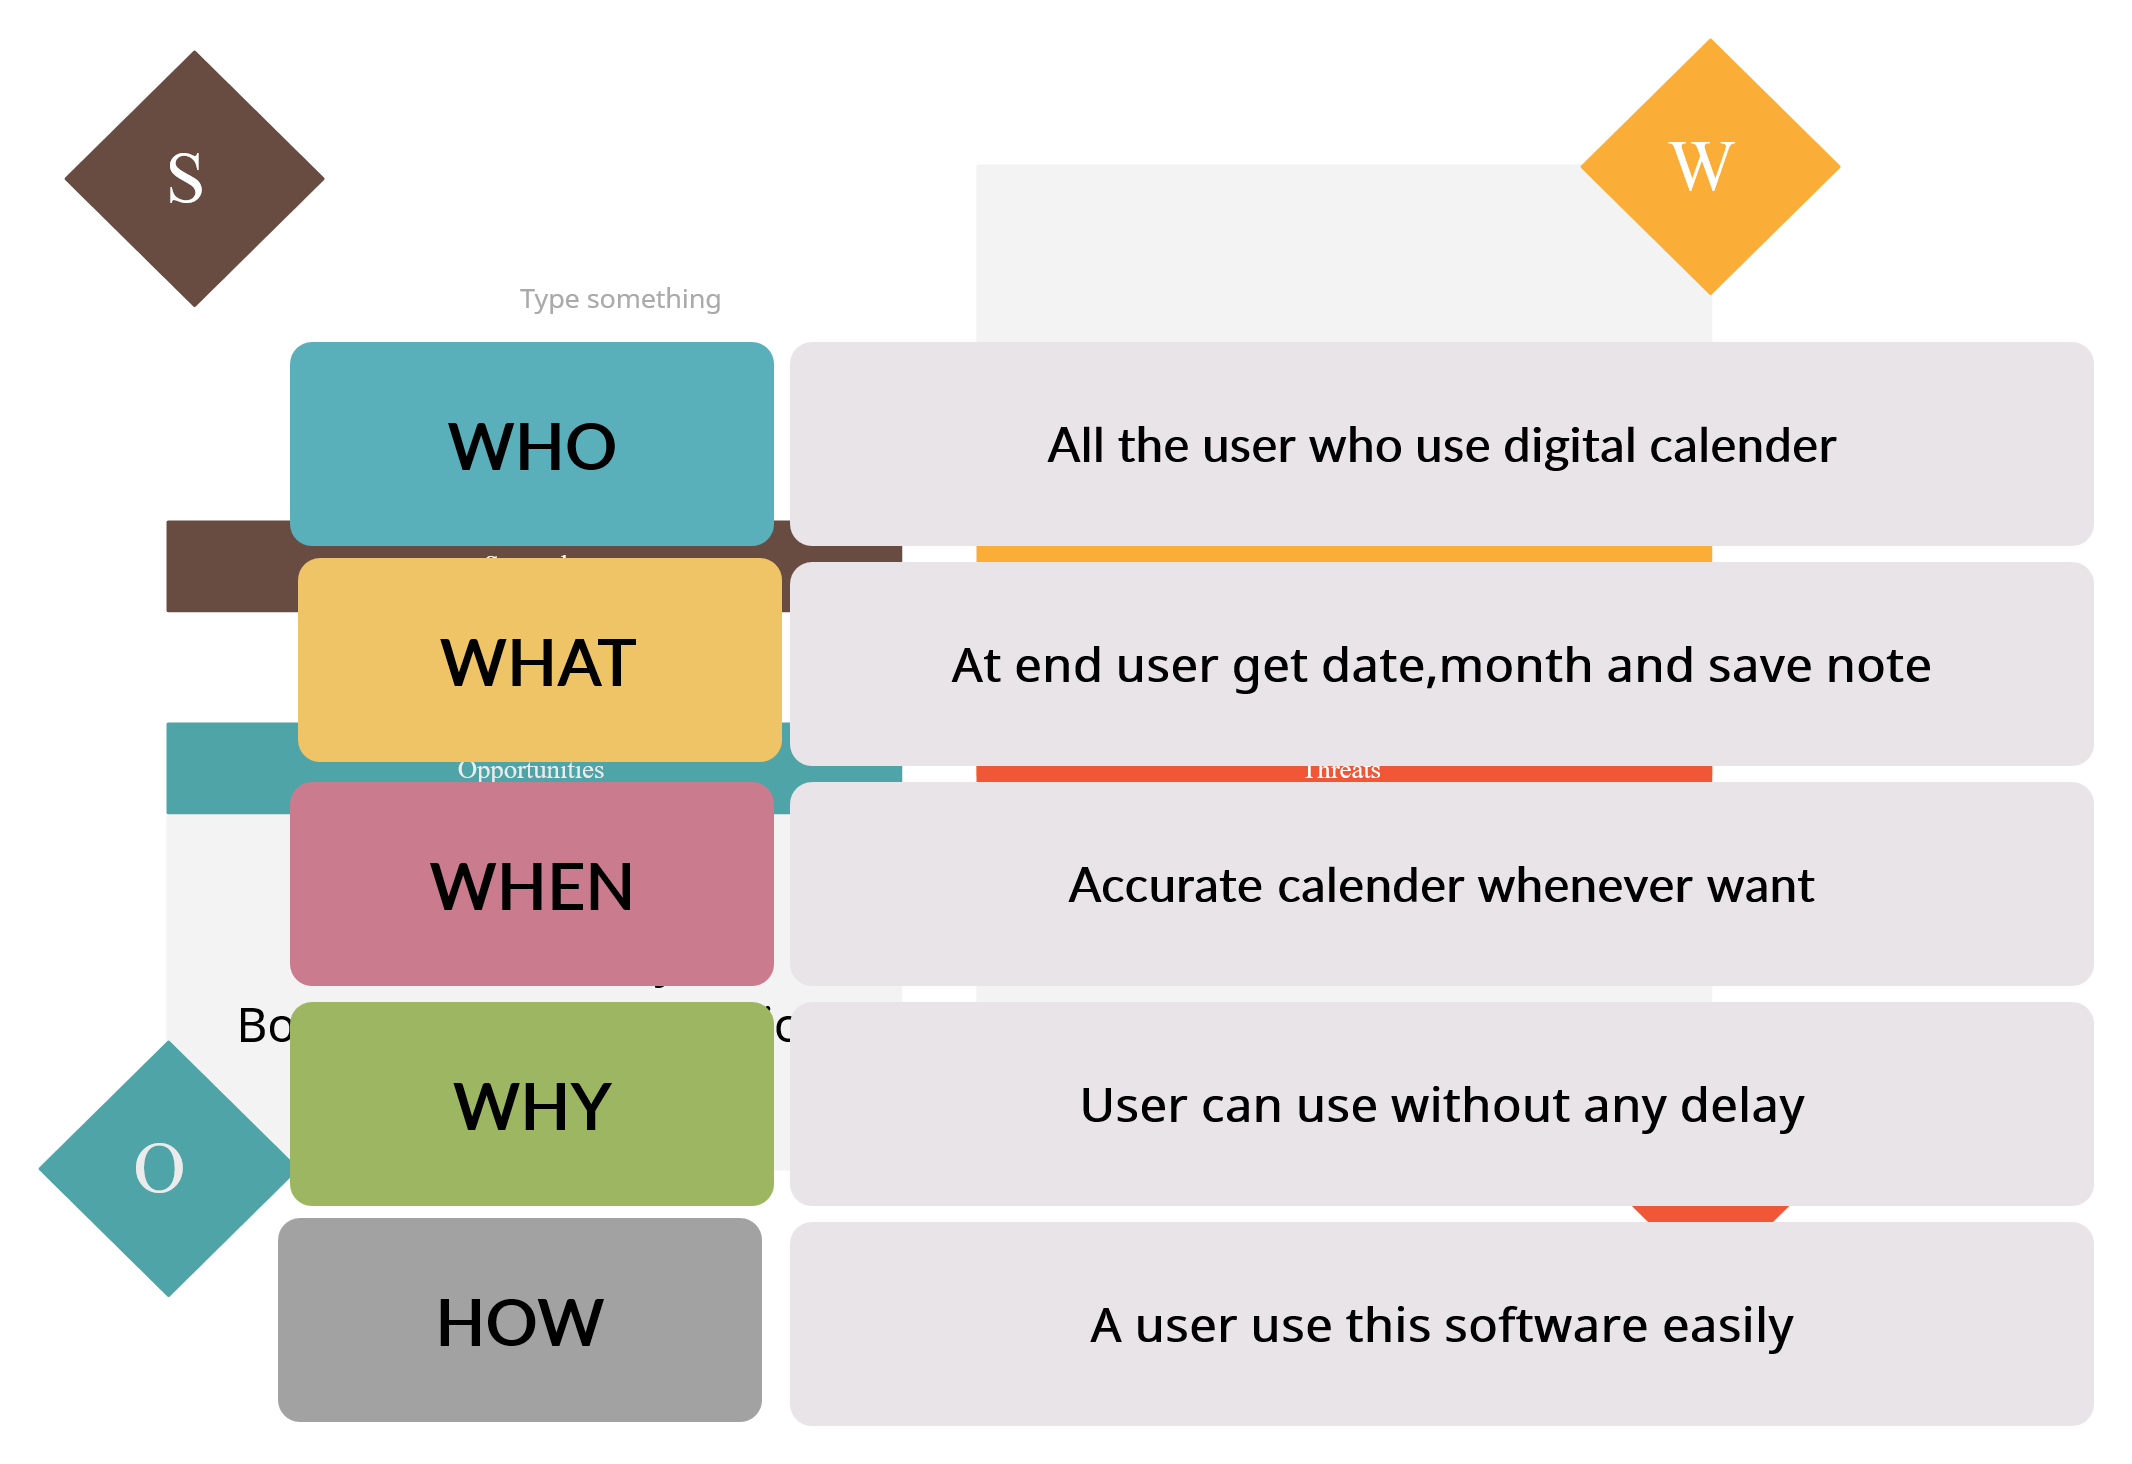 S
W
Type something
WHO
All the user who use digital calender
WHAT
At end user get date,month and save note
Opportunities
Threats
WHEN
Accurate calender whenever want
WHY
User can use without any delay
O
HOW
A user use this software easily